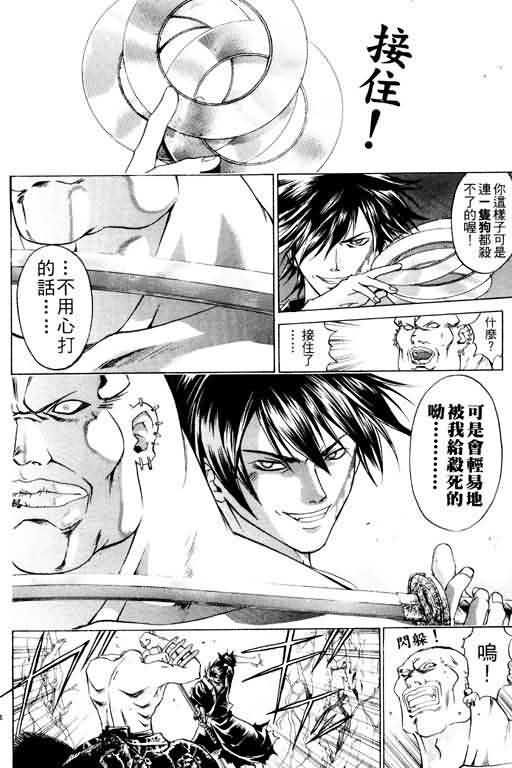 接住！
你這樣子可是
連一隻狗都殺
不了的喔！
什麼？
接住了
……
…不用心打
的話……
可是會輕易地
被我給殺死的
呦…………
嗚！
閃躲！